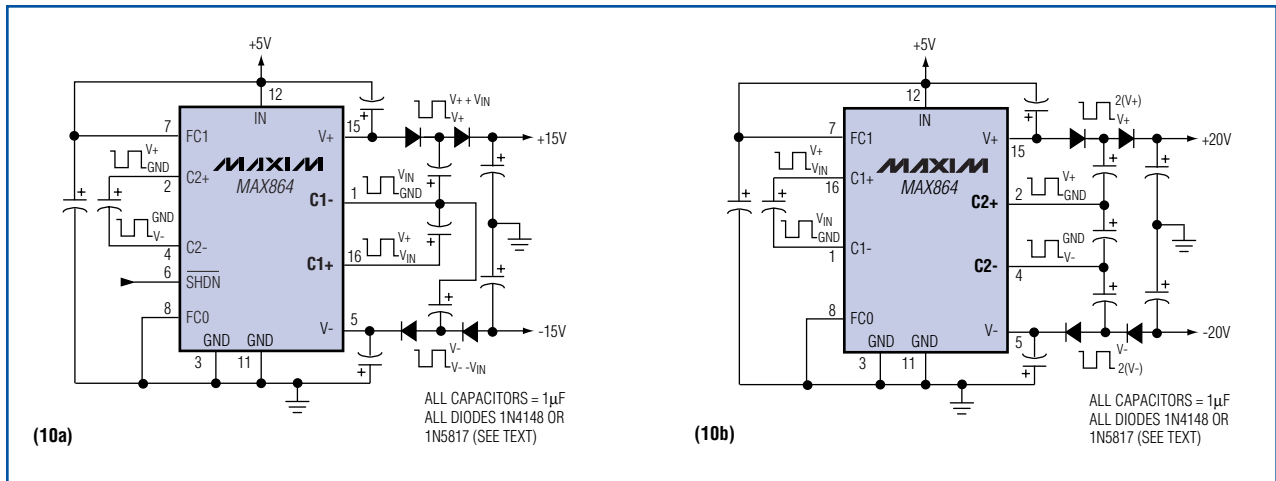 +5V
12
IN
7
FC1
V+
15
V+ + VIN
V+
+15V
MAXIM
MAX864
V+
GND
C2+
2
GND
V-
C2-
4
6
SHDN
8
FC0
C1-
1
VIN
GND
C1+
16
V+
VIN
V-
5
-15V
V-
V- -VIN
GND
GND
3
11
ALL CAPACITORS = 1µF
ALL DIODES 1N4148 OR
1N5817 (SEE TEXT)
(10a)
+5V
12
IN
7
FC1
V+
15
2(V+)
V+
+20V
MAXIM
MAX864
V+
VIN
C1+
16
VIN
GND
C1-
1
8
FC0
C2+
2
V+
GND
C2-
4
GND
V-
V-
5
-20V
V-
2(V-)
GND
GND
3
11
ALL CAPACITORS = 1µF
ALL DIODES 1N4148 OR
1N5817 (SEE TEXT)
(10b)